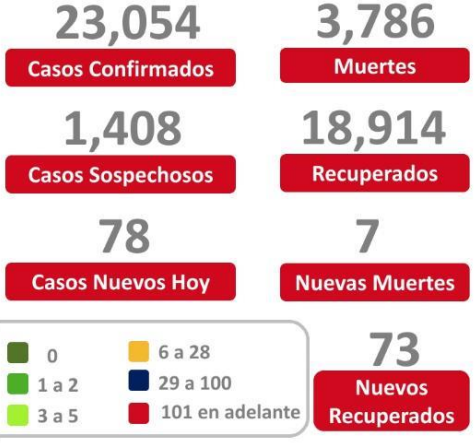 23,054
Casos Confirmados
3,786
Muertes
1,408
Casos Sospechosos
18,914
Recuperados
78
Casos Nuevos Hoy
7
Nuevas Muertes
0
6 a 28
1 a 2
29 a 100
3 a 5
101 en adelante
73
Nuevos
Recuperados